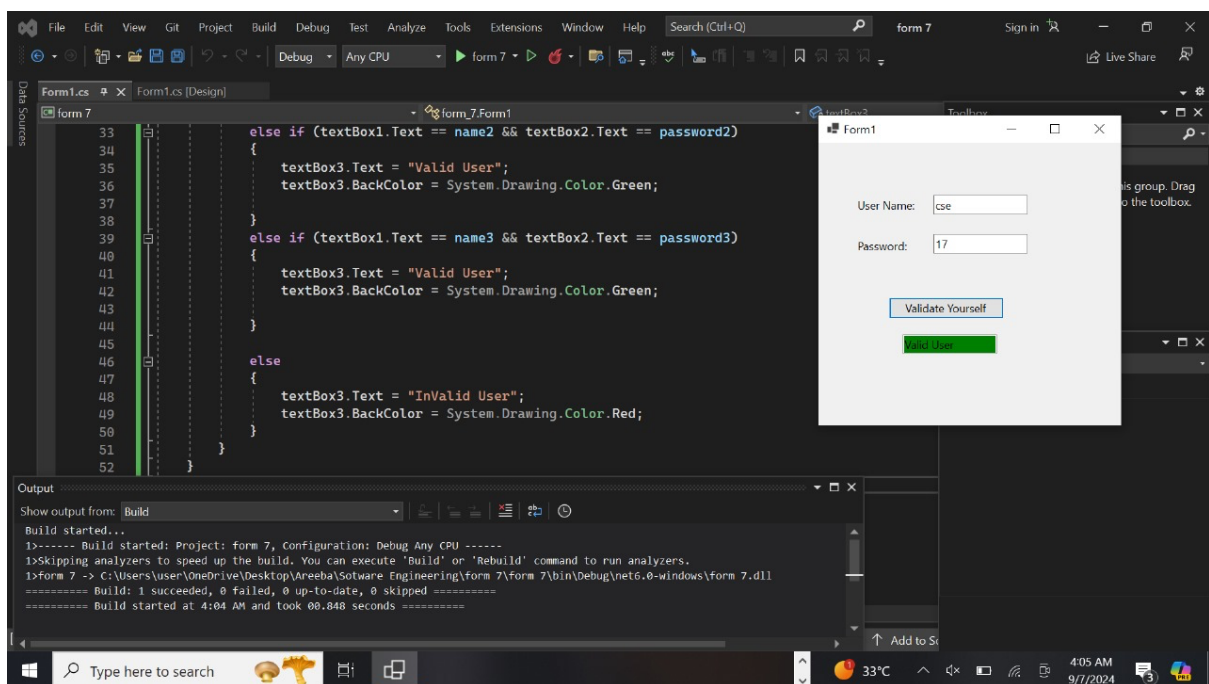 File Edit View Git Project Build Debug Test Analyze Tools Extensions Window Help Search (Ctrl+Q) form 7 Sign in
Debug Any CPU form 7 Live Share
Data Sources
Form1.cs Form1.cs [Design]
form 7 form_7.Form1 textBox3 Toolbox
33 else if (textBox1.Text == name2 && textBox2.Text == password2)
34 {
35 textBox3.Text = "Valid User";
36 textBox3.BackColor = System.Drawing.Color.Green;
37
38 }
39 else if (textBox1.Text == name3 && textBox2.Text == password3)
40 {
41 textBox3.Text = "Valid User";
42 textBox3.BackColor = System.Drawing.Color.Green;
43
44 }
45
46 else
47 {
48 textBox3.Text = "InValid User";
49 textBox3.BackColor = System.Drawing.Color.Red;
50 }
51 }
52 }
Form1
User Name: cse
Password: 17
Validate Yourself
Valid User
his group. Drag
o the toolbox.
Output
Show output from: Build
Build started...
1>------ Build started: Project: form 7, Configuration: Debug Any CPU ------
1>Skipping analyzers to speed up the build. You can execute 'Build' or 'Rebuild' command to run analyzers.
1>form 7 -> C:\Users\user\OneDrive\Desktop\Areeba\Sotware Engineering\form 7\form 7\bin\Debug\net6.0-windows\form 7.dll
========== Build: 1 succeeded, 0 failed, 0 up-to-date, 0 skipped ==========
========== Build started at 4:04 AM and took 00.848 seconds ==========
Add to So
Type here to search 33°C 4:05 AM
9/7/2024 3 PRE